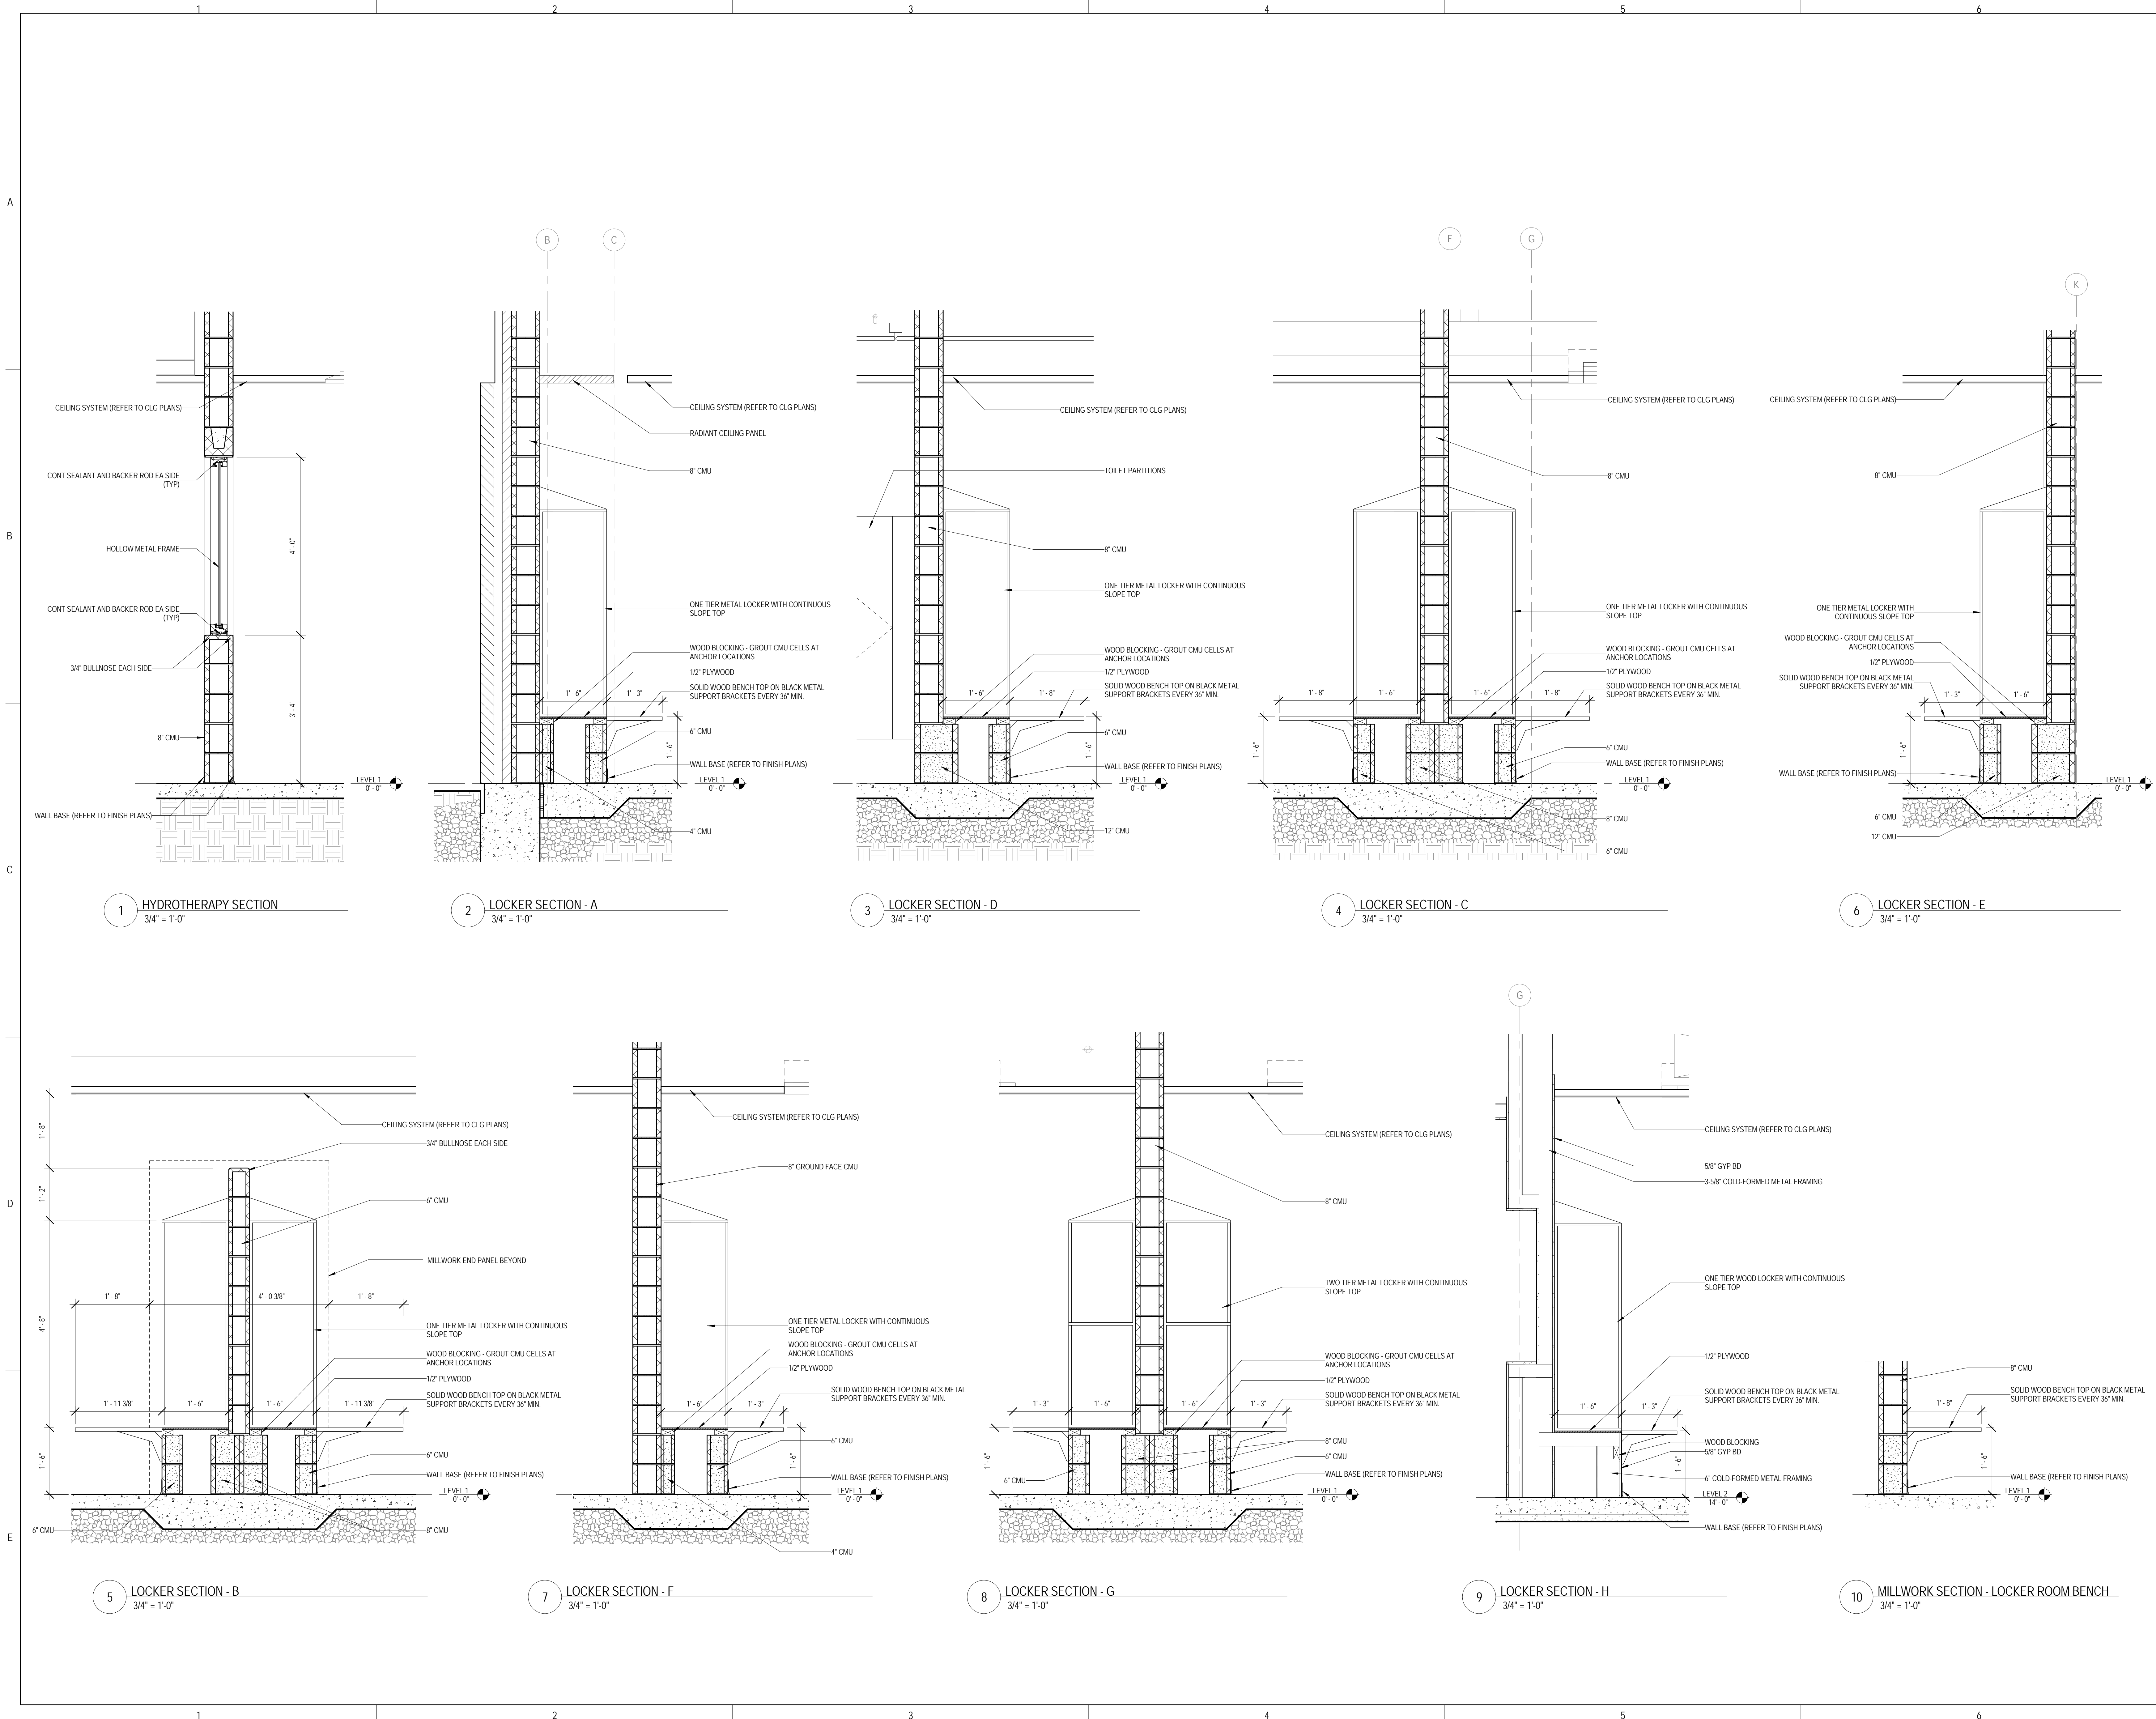 1
2
3
4
5
6
A
B
C
D
E
CEILING SYSTEM (REFER TO CLG PLANS)
CONT SEALANT AND BACKER ROD EA SIDE
(TYP)
HOLLOW METAL FRAME
4' - 0"
CONT SEALANT AND BACKER ROD EA SIDE
(TYP)
3/4" BULLNOSE EACH SIDE
3' - 4"
8" CMU
LEVEL 1
0' - 0"
WALL BASE (REFER TO FINISH PLANS)
1
HYDROTHERAPY SECTION
3/4" = 1'-0"
B
C
CEILING SYSTEM (REFER TO CLG PLANS)
RADIANT CEILING PANEL
8" CMU
ONE TIER METAL LOCKER WITH CONTINUOUS
SLOPE TOP
WOOD BLOCKING - GROUT CMU CELLS AT
ANCHOR LOCATIONS
1/2" PLYWOOD
SOLID WOOD BENCH TOP ON BLACK METAL
SUPPORT BRACKETS EVERY 36" MIN.
1' - 6"
1' - 3"
6" CMU
1' - 6"
WALL BASE (REFER TO FINISH PLANS)
LEVEL 1
0' - 0"
4" CMU
2
LOCKER SECTION - A
3/4" = 1'-0"
CEILING SYSTEM (REFER TO CLG PLANS)
TOILET PARTITIONS
8" CMU
ONE TIER METAL LOCKER WITH CONTINUOUS
SLOPE TOP
WOOD BLOCKING - GROUT CMU CELLS AT
ANCHOR LOCATIONS
1/2" PLYWOOD
SOLID WOOD BENCH TOP ON BLACK METAL
SUPPORT BRACKETS EVERY 36" MIN.
1' - 6"
1' - 8"
6" CMU
1' - 6"
WALL BASE (REFER TO FINISH PLANS)
LEVEL 1
0' - 0"
12" CMU
3
LOCKER SECTION - D
3/4" = 1'-0"
F
G
CEILING SYSTEM (REFER TO CLG PLANS)
8" CMU
ONE TIER METAL LOCKER WITH CONTINUOUS
SLOPE TOP
WOOD BLOCKING - GROUT CMU CELLS AT
ANCHOR LOCATIONS
1/2" PLYWOOD
SOLID WOOD BENCH TOP ON BLACK METAL
SUPPORT BRACKETS EVERY 36" MIN.
1' - 8"
1' - 6"
1' - 6"
1' - 8"
1' - 6"
6" CMU
WALL BASE (REFER TO FINISH PLANS)
LEVEL 1
0' - 0"
8" CMU
6" CMU
4
LOCKER SECTION - C
3/4" = 1'-0"
K
CEILING SYSTEM (REFER TO CLG PLANS)
8" CMU
ONE TIER METAL LOCKER WITH
CONTINUOUS SLOPE TOP
WOOD BLOCKING - GROUT CMU CELLS AT
ANCHOR LOCATIONS
1/2" PLYWOOD
SOLID WOOD BENCH TOP ON BLACK METAL
SUPPORT BRACKETS EVERY 36" MIN.
1' - 3"
1' - 6"
1' - 6"
WALL BASE (REFER TO FINISH PLANS)
LEVEL 1
0' - 0"
6" CMU
12" CMU
6
LOCKER SECTION - E
3/4" = 1'-0"
1' - 8"
1' - 2"
4' - 8"
1' - 6"
CEILING SYSTEM (REFER TO CLG PLANS)
3/4" BULLNOSE EACH SIDE
6" CMU
MILLWORK END PANEL BEYOND
1' - 8"
4' - 0 3/8"
1' - 8"
ONE TIER METAL LOCKER WITH CONTINUOUS
SLOPE TOP
WOOD BLOCKING - GROUT CMU CELLS AT
ANCHOR LOCATIONS
1/2" PLYWOOD
SOLID WOOD BENCH TOP ON BLACK METAL
SUPPORT BRACKETS EVERY 36" MIN.
1' - 11 3/8"
1' - 6"
1' - 6"
1' - 11 3/8"
6" CMU
WALL BASE (REFER TO FINISH PLANS)
LEVEL 1
0' - 0"
6" CMU
8" CMU
5
LOCKER SECTION - B
3/4" = 1'-0"
CEILING SYSTEM (REFER TO CLG PLANS)
8" GROUND FACE CMU
ONE TIER METAL LOCKER WITH CONTINUOUS
SLOPE TOP
WOOD BLOCKING - GROUT CMU CELLS AT
ANCHOR LOCATIONS
1/2" PLYWOOD
SOLID WOOD BENCH TOP ON BLACK METAL
SUPPORT BRACKETS EVERY 36" MIN.
1' - 6"
1' - 3"
6" CMU
1' - 6"
WALL BASE (REFER TO FINISH PLANS)
LEVEL 1
0' - 0"
4" CMU
7
LOCKER SECTION - F
3/4" = 1'-0"
CEILING SYSTEM (REFER TO CLG PLANS)
8" CMU
TWO TIER METAL LOCKER WITH CONTINUOUS
SLOPE TOP
WOOD BLOCKING - GROUT CMU CELLS AT
ANCHOR LOCATIONS
1/2" PLYWOOD
SOLID WOOD BENCH TOP ON BLACK METAL
SUPPORT BRACKETS EVERY 36" MIN.
1' - 3"
1' - 6"
1' - 6"
1' - 3"
8" CMU
6" CMU
1' - 6"
6" CMU
WALL BASE (REFER TO FINISH PLANS)
LEVEL 1
0' - 0"
8
LOCKER SECTION - G
3/4" = 1'-0"
G
CEILING SYSTEM (REFER TO CLG PLANS)
5/8" GYP BD
3-5/8" COLD-FORMED METAL FRAMING
ONE TIER WOOD LOCKER WITH CONTINUOUS
SLOPE TOP
1/2" PLYWOOD
SOLID WOOD BENCH TOP ON BLACK METAL
SUPPORT BRACKETS EVERY 36" MIN.
1' - 6"
1' - 3"
WOOD BLOCKING
5/8" GYP BD
1' - 6"
6" COLD-FORMED METAL FRAMING
LEVEL 2
14' - 0"
WALL BASE (REFER TO FINISH PLANS)
9
LOCKER SECTION - H
3/4" = 1'-0"
8" CMU
SOLID WOOD BENCH TOP ON BLACK METAL
SUPPORT BRACKETS EVERY 36" MIN.
1' - 8"
1' - 6"
WALL BASE (REFER TO FINISH PLANS)
LEVEL 1
0' - 0"
10
MILLWORK SECTION - LOCKER ROOM BENCH
3/4" = 1'-0"
1
2
3
4
5
6